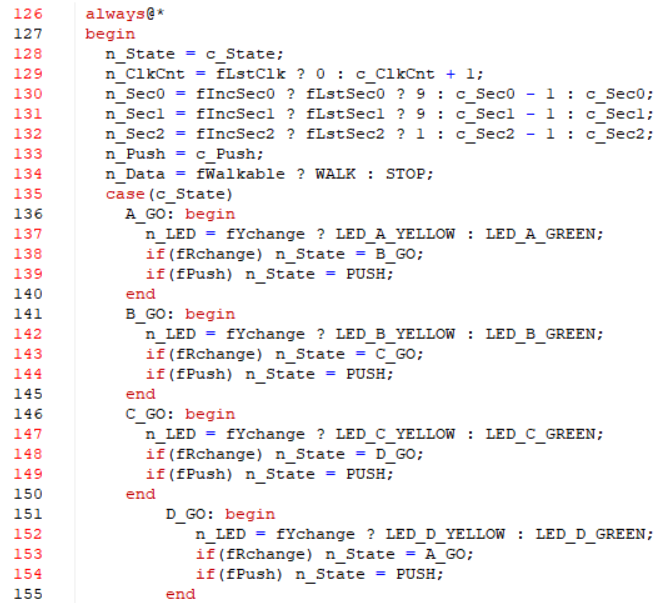 126 always@*
127 begin
128 n_State = c_State;
129 n_ClkCnt = fLstClk ? 0 : c_ClkCnt + 1;
130 n_Sec0 = fIncSec0 ? fLstSec0 ? 9 : c_Sec0 - 1 : c_Sec0;
131 n_Sec1 = fIncSec1 ? fLstSec1 ? 9 : c_Sec1 - 1 : c_Sec1;
132 n_Sec2 = fIncSec2 ? fLstSec2 ? 1 : c_Sec2 - 1 : c_Sec2;
133 n_Push = c_Push;
134 n_Data = fWalkable ? WALK : STOP;
135 case(c_State)
136 A_GO: begin
137 n_LED = fYchange ? LED_A_YELLOW : LED_A_GREEN;
138 if(fRchange) n_State = B_GO;
139 if(fPush) n_State = PUSH;
140 end
141 B_GO: begin
142 n_LED = fYchange ? LED_B_YELLOW : LED_B_GREEN;
143 if(fRchange) n_State = C_GO;
144 if(fPush) n_State = PUSH;
145 end
146 C_GO: begin
147 n_LED = fYchange ? LED_C_YELLOW : LED_C_GREEN;
148 if(fRchange) n_State = D_GO;
149 if(fPush) n_State = PUSH;
150 end
151 D_GO: begin
152 n_LED = fYchange ? LED_D_YELLOW : LED_D_GREEN;
153 if(fRchange) n_State = A_GO;
154 if(fPush) n_State = PUSH;
155 end